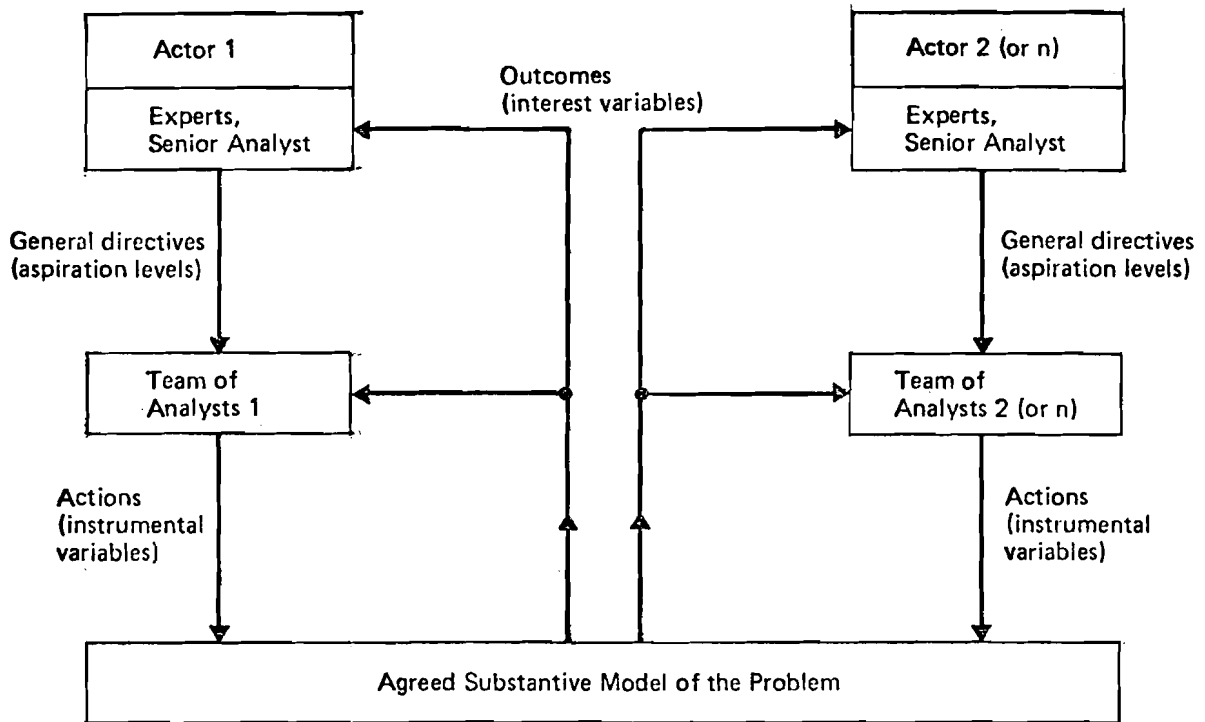 Actor 1
Experts,
Senior Analyst
Outcomes
(interest variables)
Actor 2 (or n)
Experts,
Senior Analyst
General directives
(aspiration levels)
General directives
(aspiration levels)
Team of
Analysts 1
Team of
Analysts 2 (or n)
Actions
(instrumental
variables)
Actions
(instrumental
variables)
Agreed Substantive Model of the Problem